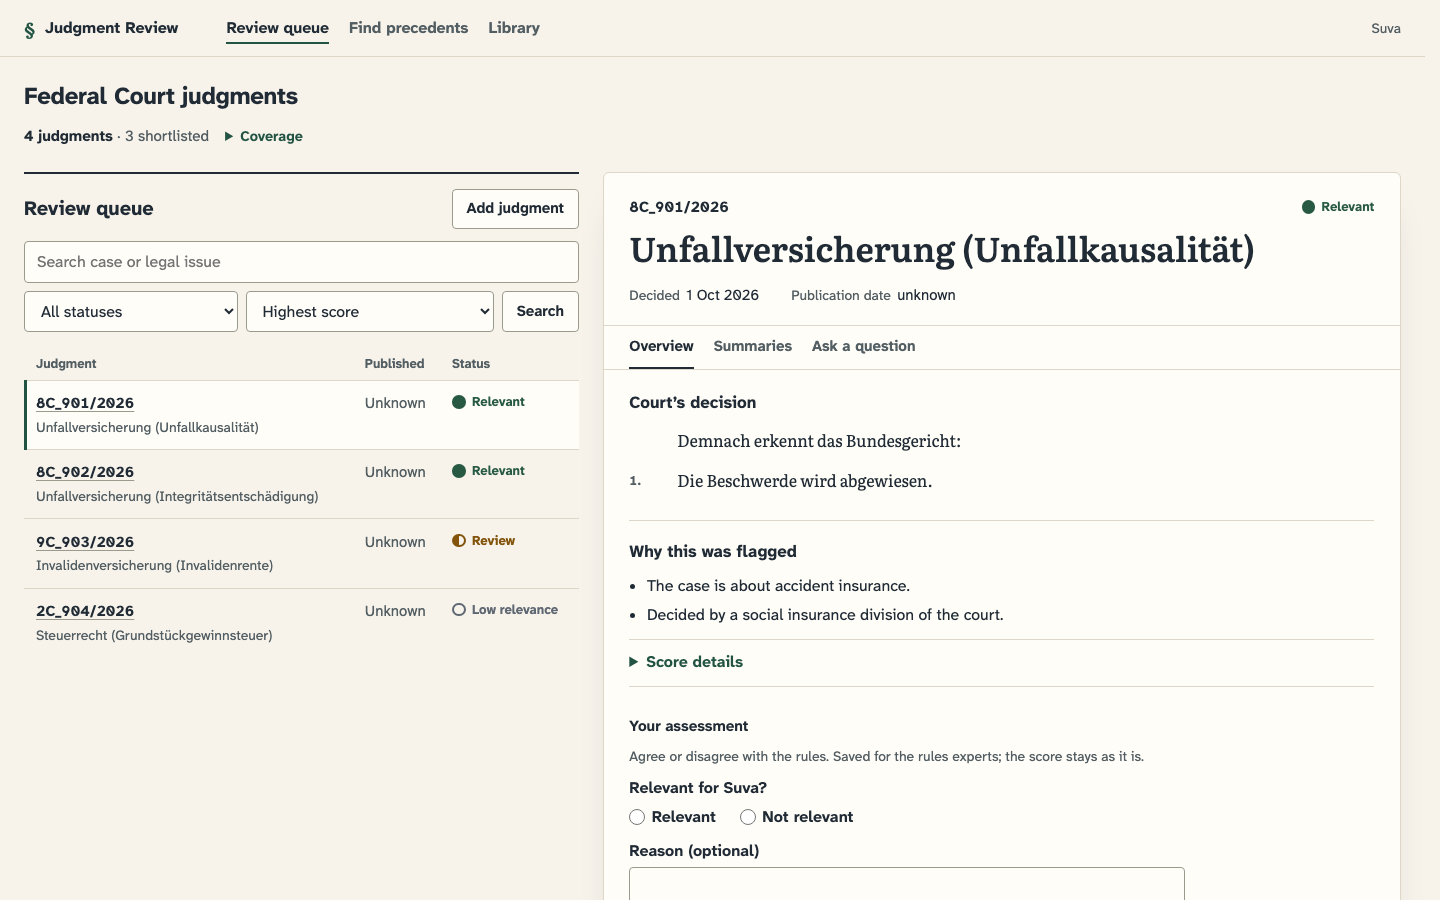 § Judgment Review Review queue Find precedents Library Suva
Federal Court judgments
4 judgments · 3 shortlisted ▶ Coverage
Review queue
Add judgment
Search case or legal issue
All statuses Highest score Search
Judgment Published Status
8C_901/2026 Unknown Relevant
Unfallversicherung (Unfallkausalität)
8C_902/2026 Unknown Relevant
Unfallversicherung (Integritätsentschädigung)
9C_903/2026 Unknown Review
Invalidenversicherung (Invalidenrente)
2C_904/2026 Unknown Low relevance
Steuerrecht (Grundstückgewinnsteuer)
8C_901/2026 Relevant
Unfallversicherung (Unfallkausalität)
Decided 1 Oct 2026 Publication date unknown
Overview Summaries Ask a question
Court’s decision
Demnach erkennt das Bundesgericht:
1. Die Beschwerde wird abgewiesen.
Why this was flagged
• The case is about accident insurance.
• Decided by a social insurance division of the court.
▶ Score details
Your assessment
Agree or disagree with the rules. Saved for the rules experts; the score stays as it is.
Relevant for Suva?
Relevant Not relevant
Reason (optional)